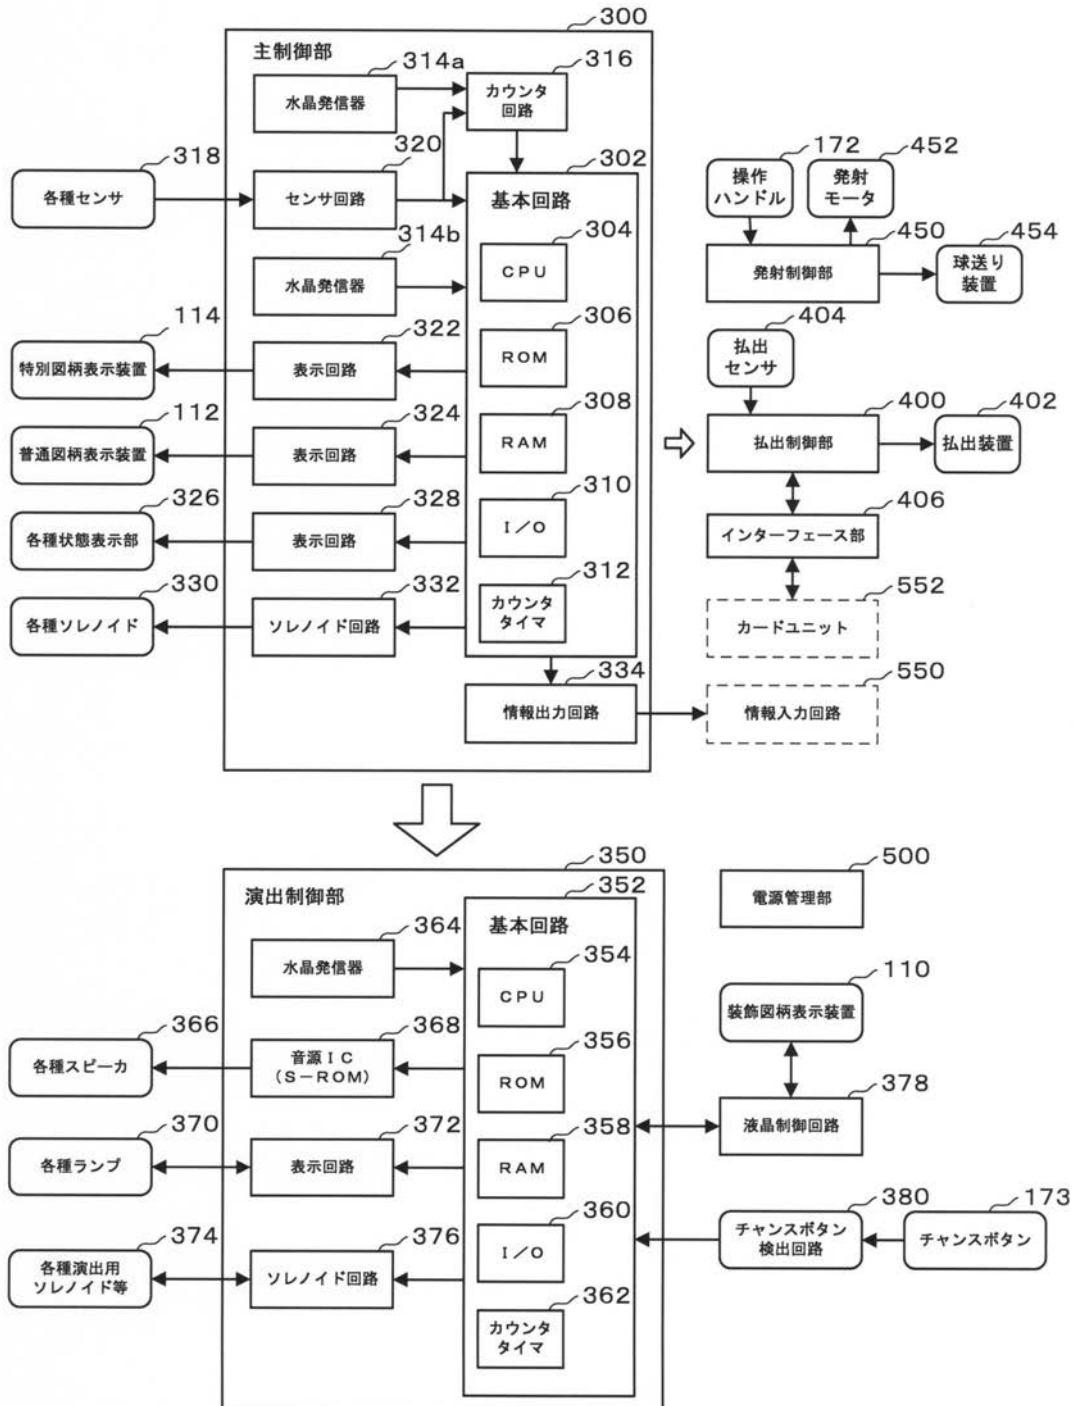 300
主制御部
314a
316
水晶発信器
カウンタ
回路
318
320
302
172
452
各種センサ
センサ回路
基本回路
操作
ハンドル
発射
モータ
314b
304
450
454
水晶発信器
CPU
発射制御部
球送り
装置
114
322
306
404
特別図柄表示装置
表示回路
ROM
払出
センサ
112
324
308
400
402
普通図柄表示装置
表示回路
RAM
払出制御部
払出装置
326
328
310
406
各種状態表示部
表示回路
I/O
インターフェース部
330
332
312
552
各種ソレノイド
ソレノイド回路
カウンタ
タイマ
カードユニット
334
550
情報出力回路
情報入力回路
350
500
演出制御部
352
電源管理部
364
基本回路
水晶発信器
354
110
CPU
装飾図柄表示装置
366
368
356
各種スピーカ
音源IC
(S-ROM)
ROM
378
液晶制御回路
370
372
358
各種ランプ
表示回路
RAM
380
173
374
376
360
チャンスボタン
検出回路
チャンスボタン
各種演出用
ソレノイド等
ソレノイド回路
I/O
362
カウンタ
タイマ